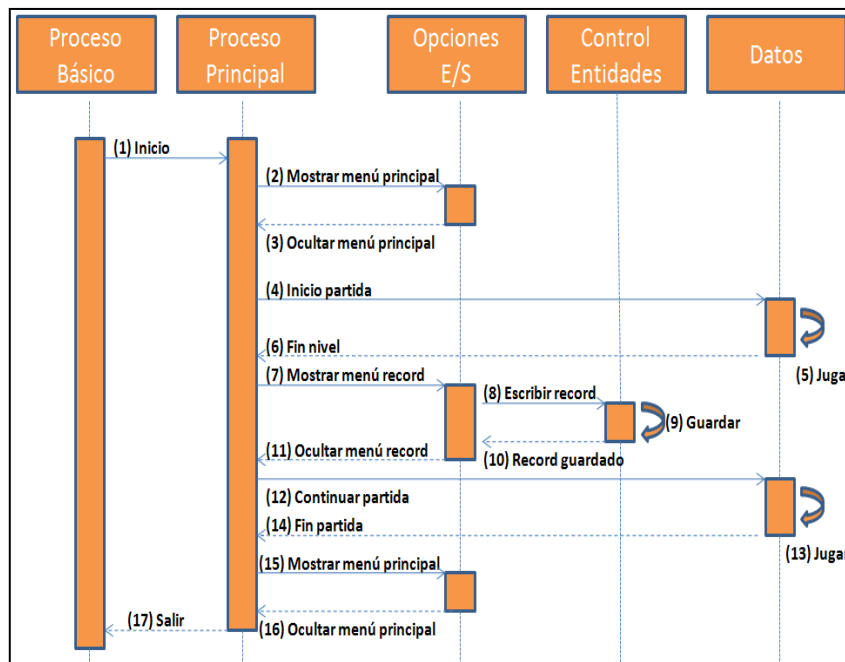 Proceso
Básico
Proceso
Principal
Opciones
E/S
Control
Entidades
Datos
(1) Inicio
(2) Mostrar menú principal
(3) Ocultar menú principal
(4) Inicio partida
(5) Jugar
(6) Fin nivel
(7) Mostrar menú record
(8) Escribir record
(9) Guardar
(10) Record guardado
(11) Ocultar menú record
(12) Continuar partida
(13) Jugar
(14) Fin partida
(15) Mostrar menú principal
(16) Ocultar menú principal
(17) Salir